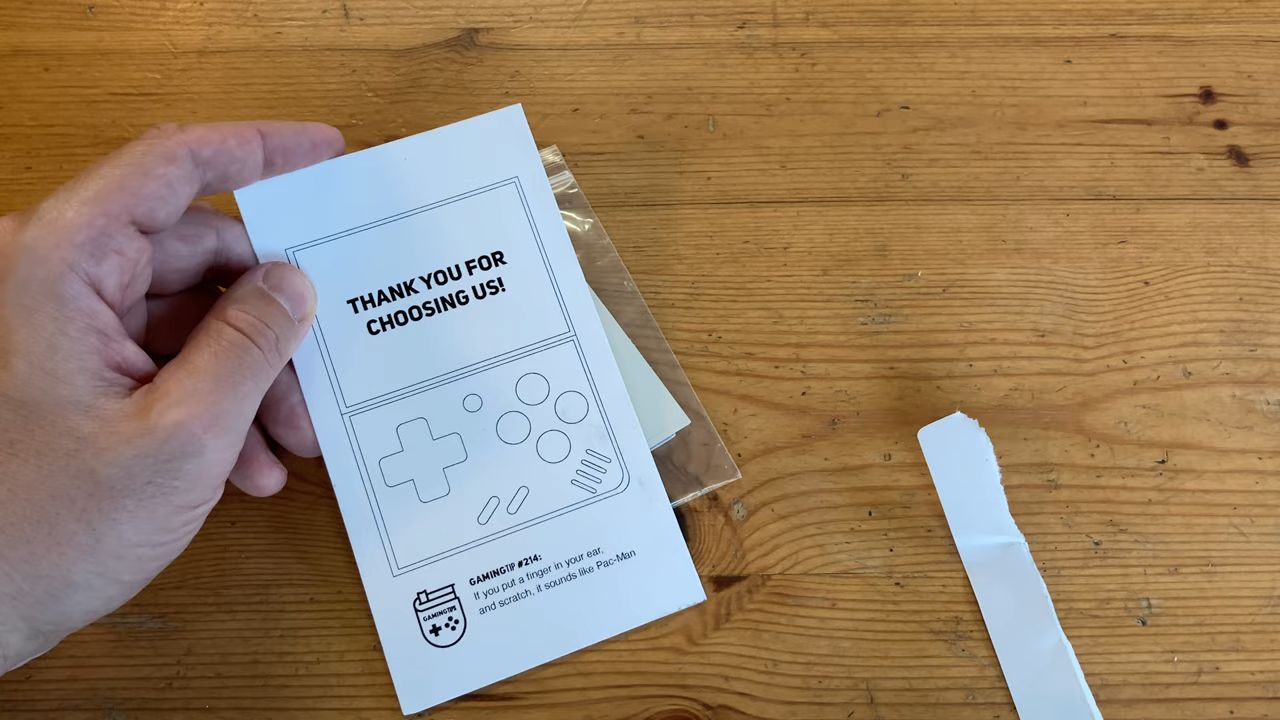 THANK YOU FOR
CHOOSING US!
GAMINGTIP #214:
If you put a finger in your ear,
and scratch, it sounds like Pac-Man
GAMINGTIPS